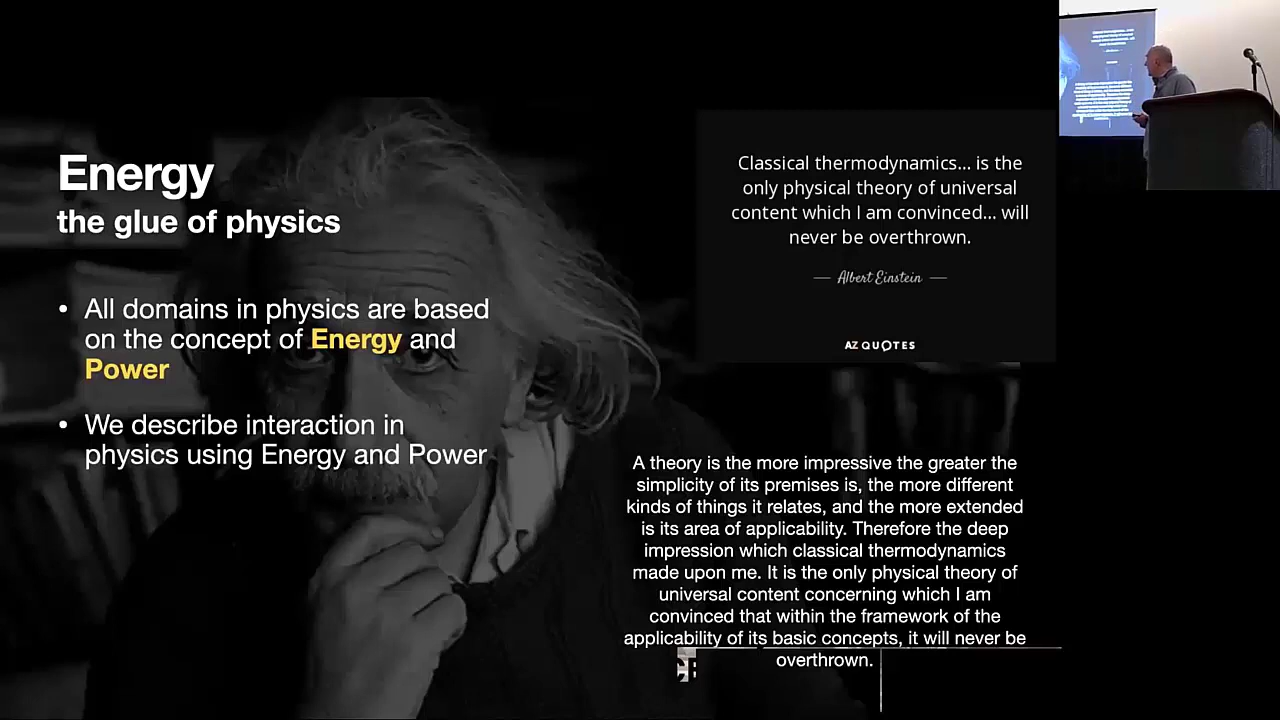 Energy
the glue of physics
• All domains in physics are based
on the concept of Energy and
Power
• We describe interaction in
physics using Energy and Power
Classical thermodynamics... is the
only physical theory of universal
content which I am convinced... will
never be overthrown.
— Albert Einstein —
AZ QUOTES
A theory is the more impressive the greater the
simplicity of its premises is, the more different
kinds of things it relates, and the more extended
is its area of applicability. Therefore the deep
impression which classical thermodynamics
made upon me. It is the only physical theory of
universal content concerning which I am
convinced that within the framework of the
applicability of its basic concepts, it will never be
overthrown.